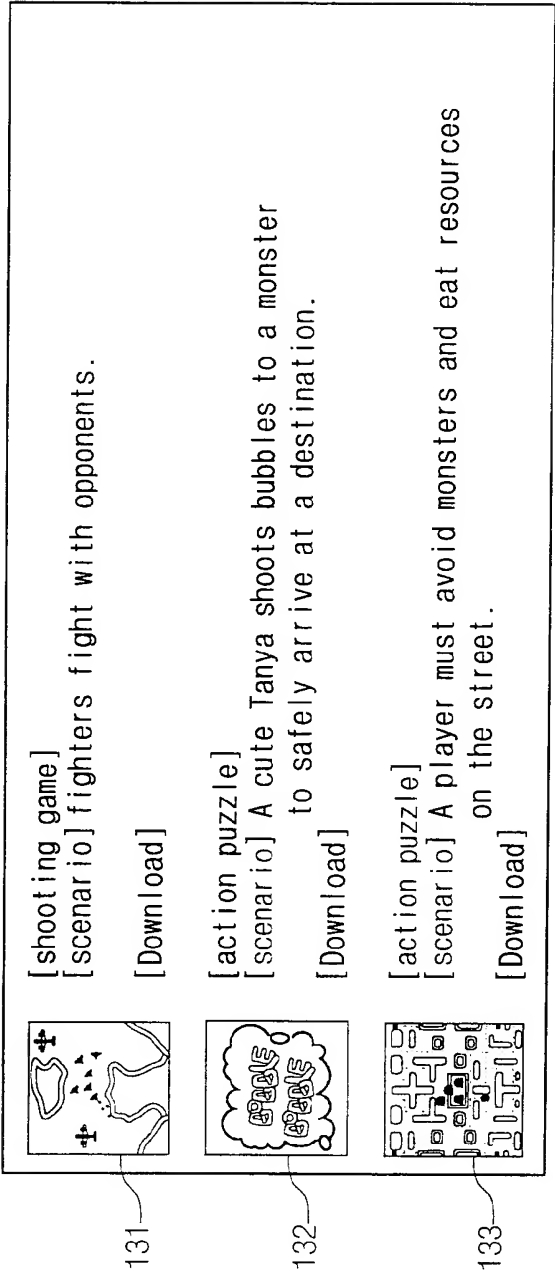 131
[shooting game]
[scenario] fighters fight with opponents.
[Download]
132
BOBBLE
BOBBLE
[action puzzle]
[scenario] A cute Tanya shoots bubbles to a monster
to safely arrive at a destination.
[Download]
133
[action puzzle]
[scenario] A player must avoid monsters and eat resources
on the street.
[Download]